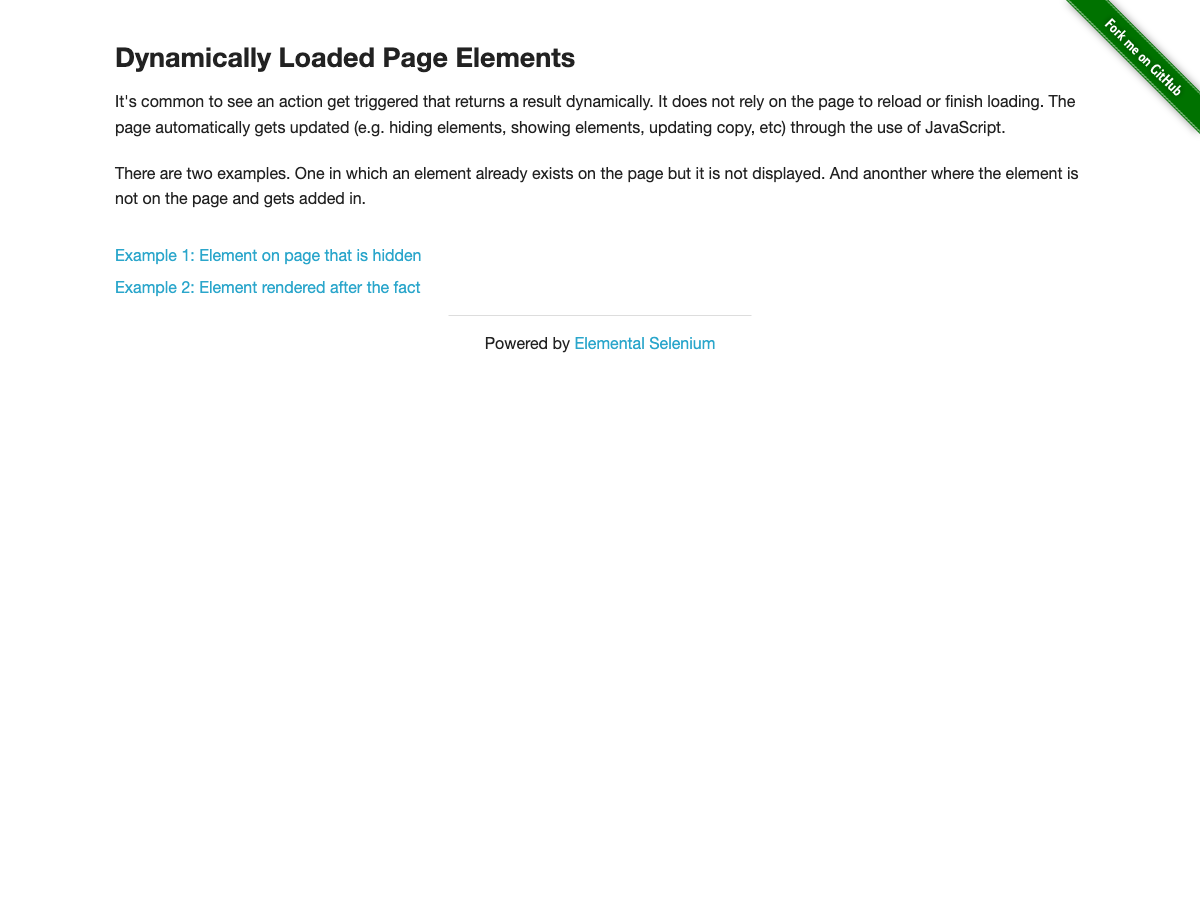 Fork me on GitHub
Dynamically Loaded Page Elements
It's common to see an action get triggered that returns a result dynamically. It does not rely on the page to reload or finish loading. The
page automatically gets updated (e.g. hiding elements, showing elements, updating copy, etc) through the use of JavaScript.
There are two examples. One in which an element already exists on the page but it is not displayed. And anonther where the element is
not on the page and gets added in.
Example 1: Element on page that is hidden
Example 2: Element rendered after the fact
Powered by Elemental Selenium